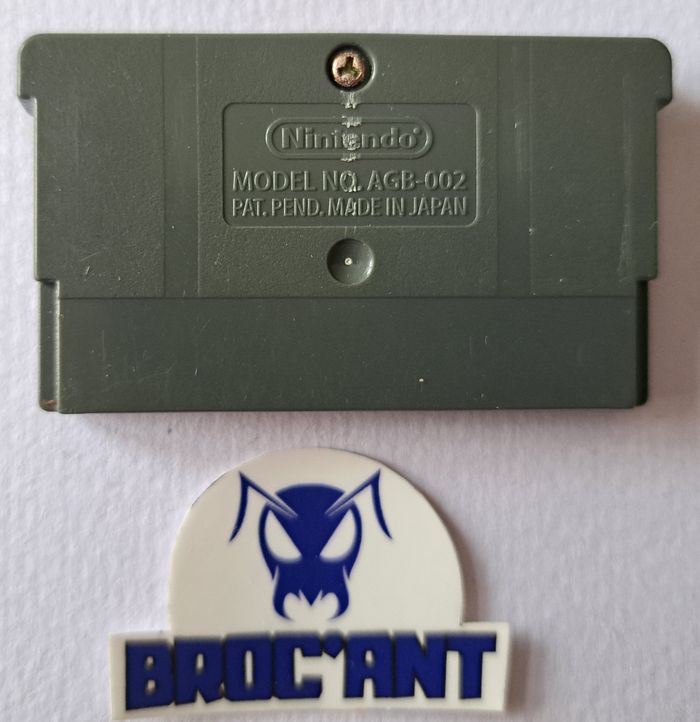 Nintendo®
MODEL NO. AGB-002
PAT. PEND. MADE IN JAPAN
BROC'ANT